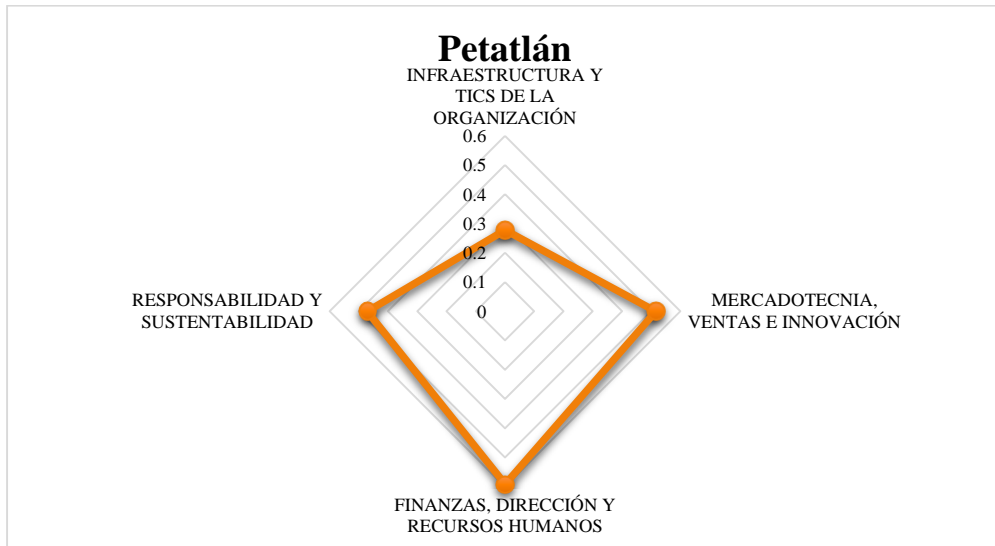 Petatlán
INFRAESTRUCTURA Y
TICS DE LA
ORGANIZACIÓN
0.6
0.5
0.4
0.3
0.2
0.1
0
RESPONSABILIDAD Y
SUSTENTABILIDAD
MERCADOTECNIA,
VENTAS E INNOVACIÓN
FINANZAS, DIRECCIÓN Y
RECURSOS HUMANOS